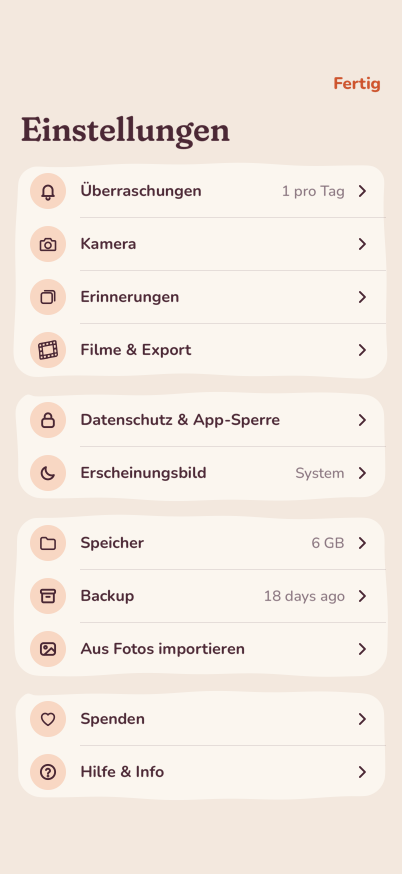 Fertig
Einstellungen
Überraschungen 1 pro Tag
Kamera
Erinnerungen
Filme & Export
Datenschutz & App-Sperre
Erscheinungsbild System
Speicher 6 GB
Backup 18 days ago
Aus Fotos importieren
Spenden
Hilfe & Info